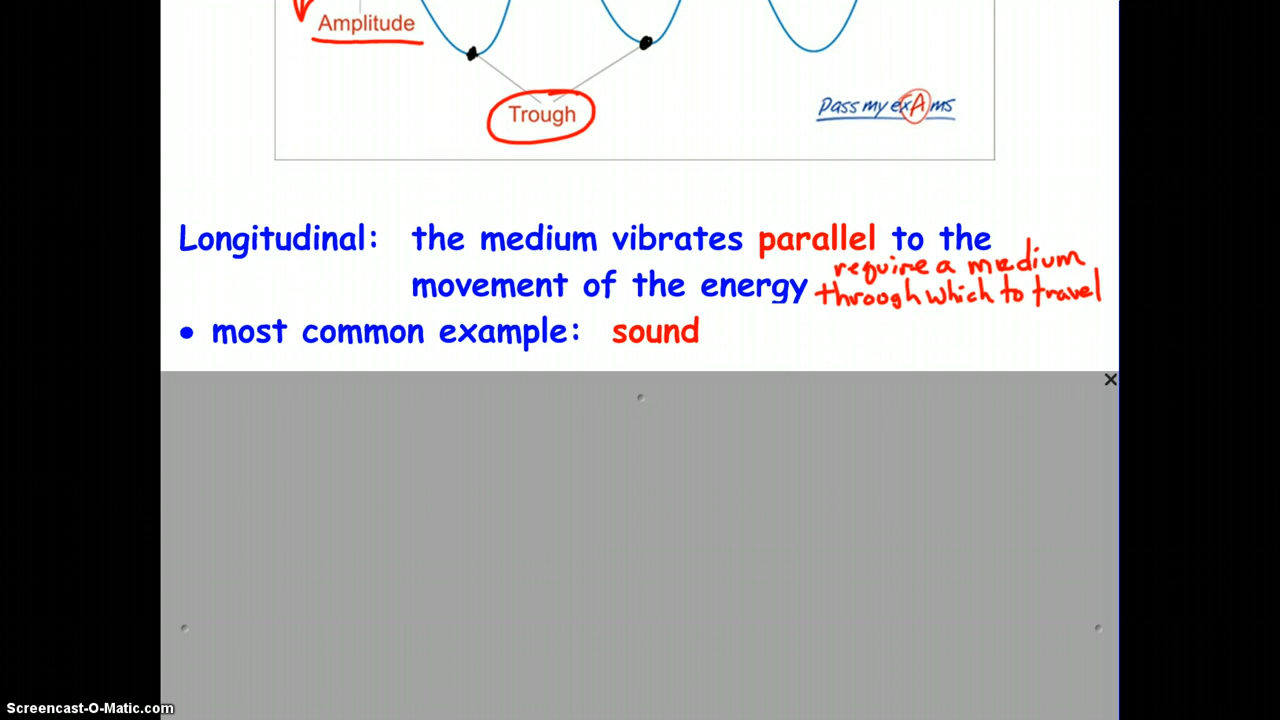 Amplitude
Trough
Pass my exAms
Longitudinal: the medium vibrates parallel to the
movement of the energy
require a medium
through which to travel
• most common example: sound
Screencast-O-Matic.com